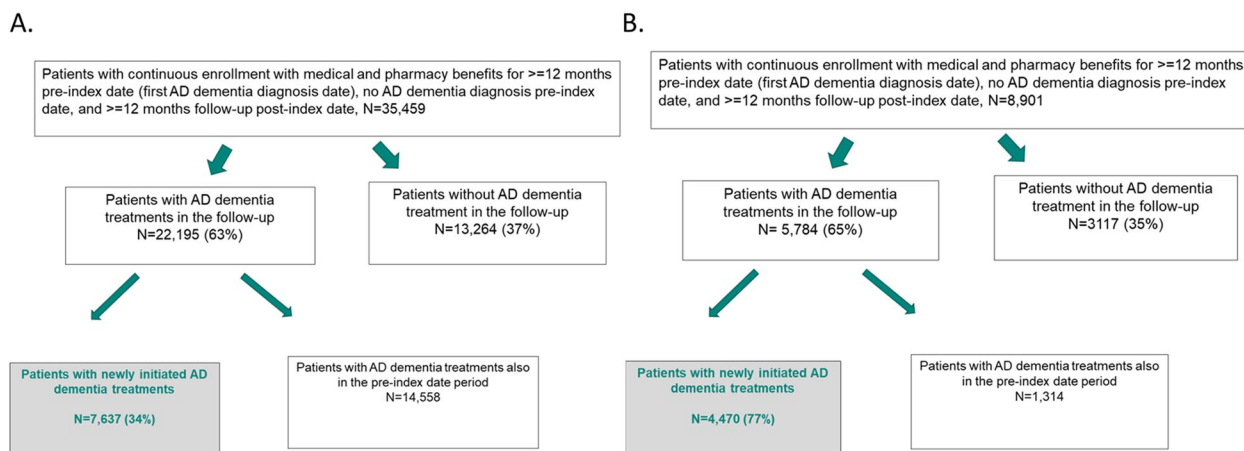 A.
Patients with continuous enrollment with medical and pharmacy benefits for >=12 months
pre-index date (first AD dementia diagnosis date), no AD dementia diagnosis pre-index
date, and >=12 months follow-up post-index date, N=35,459
Patients with AD dementia
treatments in the follow-up
N=22,195 (63%)
Patients without AD dementia
treatment in the follow-up
N=13,264 (37%)
Patients with newly initiated AD
dementia treatments
N=7,637 (34%)
Patients with AD dementia treatments also
in the pre-index date period
N=14,558
B.
Patients with continuous enrollment with medical and pharmacy benefits for >=12 months
pre-index date (first AD dementia diagnosis date), no AD dementia diagnosis pre-index
date, and >=12 months follow-up post-index date, N=8,901
Patients with AD dementia
treatments in the follow-up
N= 5,784 (65%)
Patients without AD dementia
treatment in the follow-up
N=3117 (35%)
Patients with newly initiated AD
dementia treatments
N=4,470 (77%)
Patients with AD dementia treatments also
in the pre-index date period
N=1,314